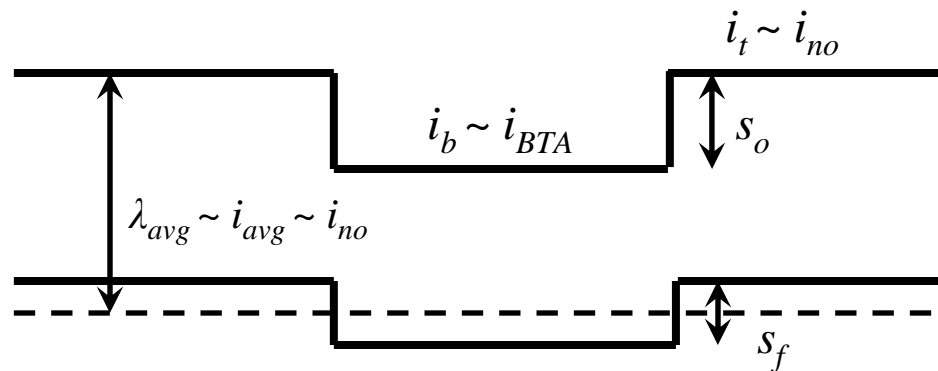 i_t ~ i_no
i_b ~ i_BTA
s_o
λ_avg ~ i_avg ~ i_no
s_f